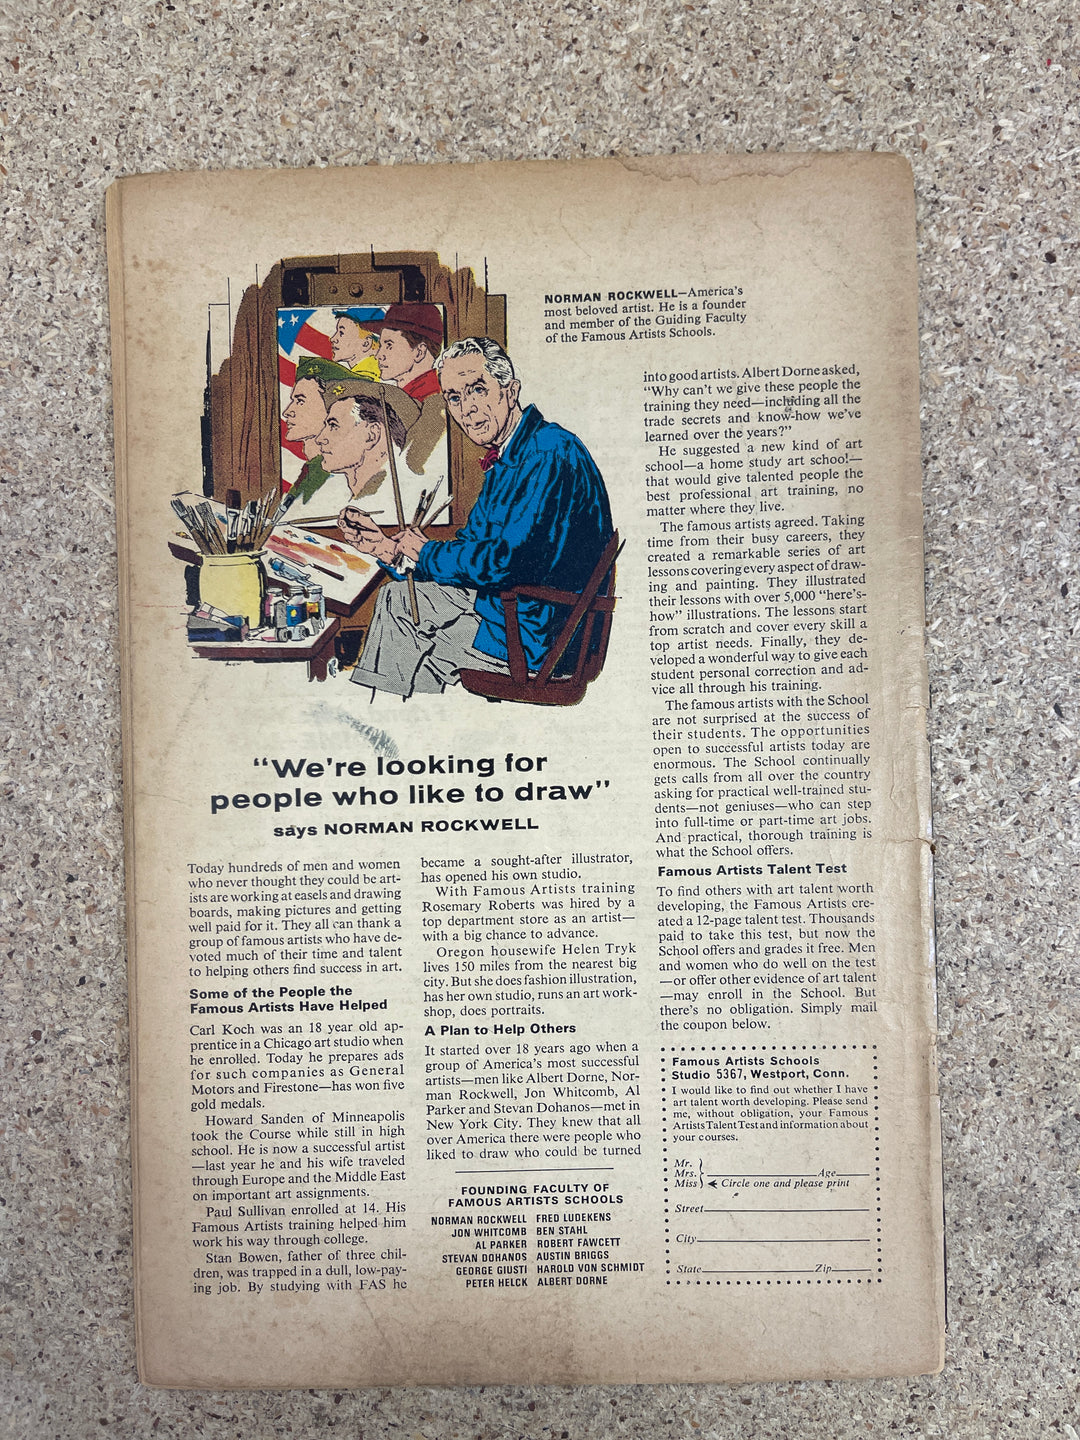 NORMAN ROCKWELL—America's
most beloved artist. He is a founder
and member of the Guiding Faculty
of the Famous Artists Schools.
"We're looking for
people who like to draw"
says NORMAN ROCKWELL
Today hundreds of men and women
who never thought they could be art-
ists are working at easels and drawing
boards, making pictures and getting
well paid for it. They all can thank a
group of famous artists who have de-
voted much of their time and talent
to helping others find success in art.
Some of the People the
Famous Artists Have Helped
Carl Koch was an 18 year old ap-
prentice in a Chicago art studio when
he enrolled. Today he prepares ads
for such companies as General
Motors and Firestone—has won five
gold medals.
Howard Sanden of Minneapolis
took the Course while still in high
school. He is now a successful artist
—last year he and his wife traveled
through Europe and the Middle East
on important art assignments.
Paul Sullivan enrolled at 14. His
Famous Artists training helped him
work his way through college.
Stan Bowen, father of three chil-
dren, was trapped in a dull, low-pay-
ing job. By studying with FAS he
became a sought-after illustrator,
has opened his own studio.
With Famous Artists training
Rosemary Roberts was hired by a
top department store as an artist—
with a big chance to advance.
Oregon housewife Helen Tryk
lives 150 miles from the nearest big
city. But she does fashion illustration,
has her own studio, runs an art work-
shop, does portraits.
A Plan to Help Others
It started over 18 years ago when a
group of America's most successful
artists—men like Albert Dorne, Nor-
man Rockwell, Jon Whitcomb, Al
Parker and Stevan Dohanos—met in
New York City. They knew that all
over America there were people who
liked to draw who could be turned
into good artists. Albert Dorne asked,
"Why can't we give these people the
training they need—including all the
trade secrets and know-how we've
learned over the years?"
He suggested a new kind of art
school—a home study art school—
that would give talented people the
best professional art training, no
matter where they live.
The famous artists agreed. Taking
time from their busy careers, they
created a remarkable series of art
lessons covering every aspect of draw-
ing and painting. They illustrated
their lessons with over 5,000 "here's-
how" illustrations. The lessons start
from scratch and cover every skill a
top artist needs. Finally, they de-
veloped a wonderful way to give each
student personal correction and ad-
vice all through his training.
The famous artists with the School
are not surprised at the success of
their students. The opportunities
open to successful artists today are
enormous. The School continually
gets calls from all over the country
asking for practical well-trained stu-
dents—not geniuses—who can step
into full-time or part-time art jobs.
And practical, thorough training is
what the School offers.
Famous Artists Talent Test
To find others with art talent worth
developing, the Famous Artists cre-
ated a 12-page talent test. Thousands
paid to take this test, but now the
School offers and grades it free. Men
and women who do well on the test
—or offer other evidence of art talent
—may enroll in the School. But
there's no obligation. Simply mail
the coupon below.
FOUNDING FACULTY OF
FAMOUS ARTISTS SCHOOLS
NORMAN ROCKWELL FRED LUDEKENS
JON WHITCOMB BEN STAHL
AL PARKER ROBERT FAWCETT
STEVAN DOHANOS AUSTIN BRIGGS
GEORGE GIUSTI HAROLD VON SCHMIDT
PETER HELCK ALBERT DORNE
Famous Artists Schools
Studio 5367, Westport, Conn.
I would like to find out whether I have
art talent worth developing. Please send
me, without obligation, your Famous
Artists Talent Test and information about
your courses.
Mr.
Mrs. Age
Miss Circle one and please print
Street
City
State Zip